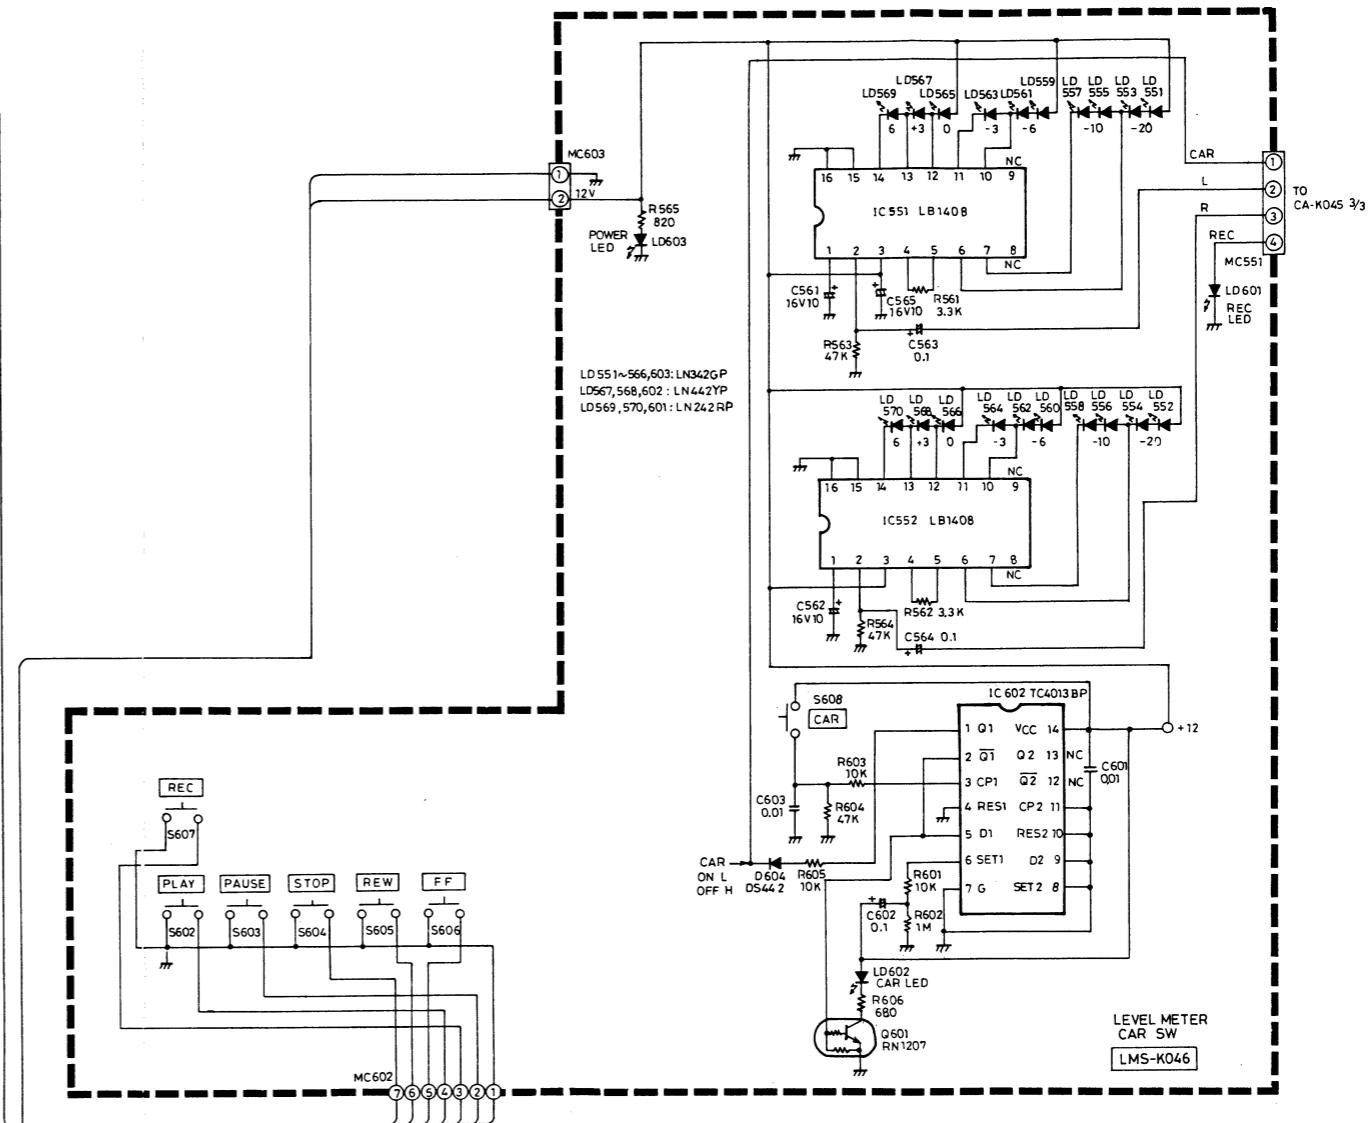 MC603
1
2
12V
R565
820
POWER
LED
LD603
LD551~566,603: LN342GP
LD567,568,602 : LN442YP
LD569,570,601 : LN242RP
LD567
LD569
LD565
LD563
LD561
LD559
LD
557
LD
555
LD
553
LD
551
6 +3 0 -3 -6 -10 -20
NC
16 15 14 13 12 11 10 9
IC551 LB1408
1 2 3 4 5 6 7 8
NC
C561
16V10
C565
16V10
R561
3.3K
R563
47K
C563
0.1
CAR
L
R
REC
1
2
3
4
TO
CA-K045 3/3
MC551
LD601
REC
LED
LD
570
LD
568
LD
566
LD
564
LD
562
LD
560
LD
558
LD
556
LD
554
LD
552
6 +3 0 -3 -6 -10 -20
NC
16 15 14 13 12 11 10 9
IC552 LB1408
1 2 3 4 5 6 7 8
NC
C562
16V10
R562 3,3K
R564
47K
C564 0.1
S608
CAR
IC602 TC4013BP
1 Q1 VCC 14
2 Q1 Q2 13 NC
3 CP1 Q2 12 NC
4 RES1 CP2 11
5 D1 RES2 10
6 SET1 D2 9
7 G SET2 8
+12
C601
0,01
R603
10K
C603
0.01
R604
47K
CAR
ON L
OFF H
D604
DS442
R605
10K
R601
10K
C602
0.1
R602
1M
LD602
CAR LED
R606
680
Q601
RN1207
REC
S607
PLAY
PAUSE
STOP
REW
FF
S602
S603
S604
S605
S606
MC602
7 6 5 4 3 2 1
LEVEL METER
CAR SW
LMS-K046